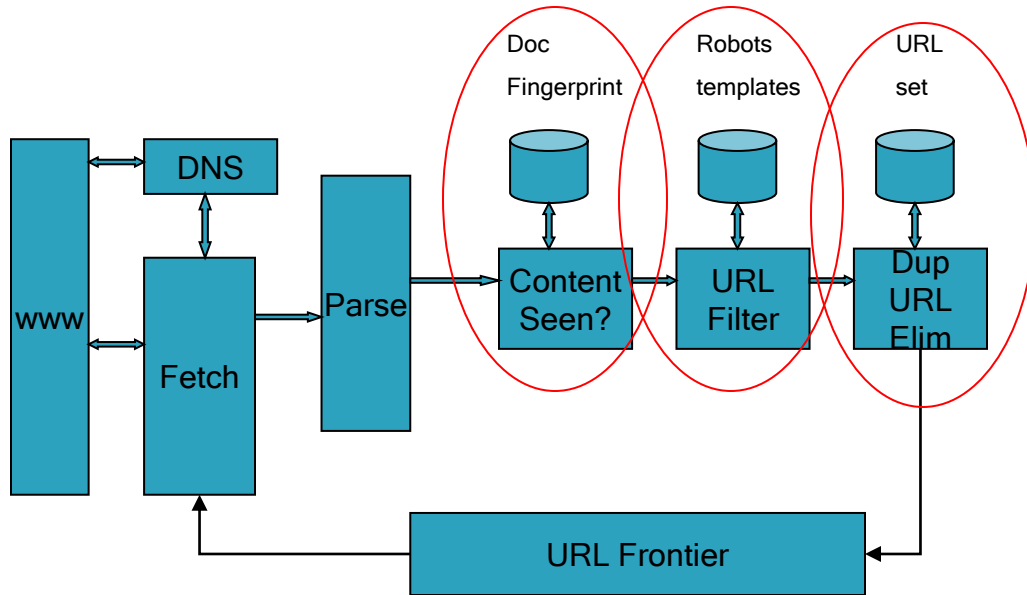 Doc
Fingerprint
Robots
templates
URL
set
DNS
www
Parse
Content
Seen?
URL
Filter
Dup
URL
Elim
Fetch
URL Frontier